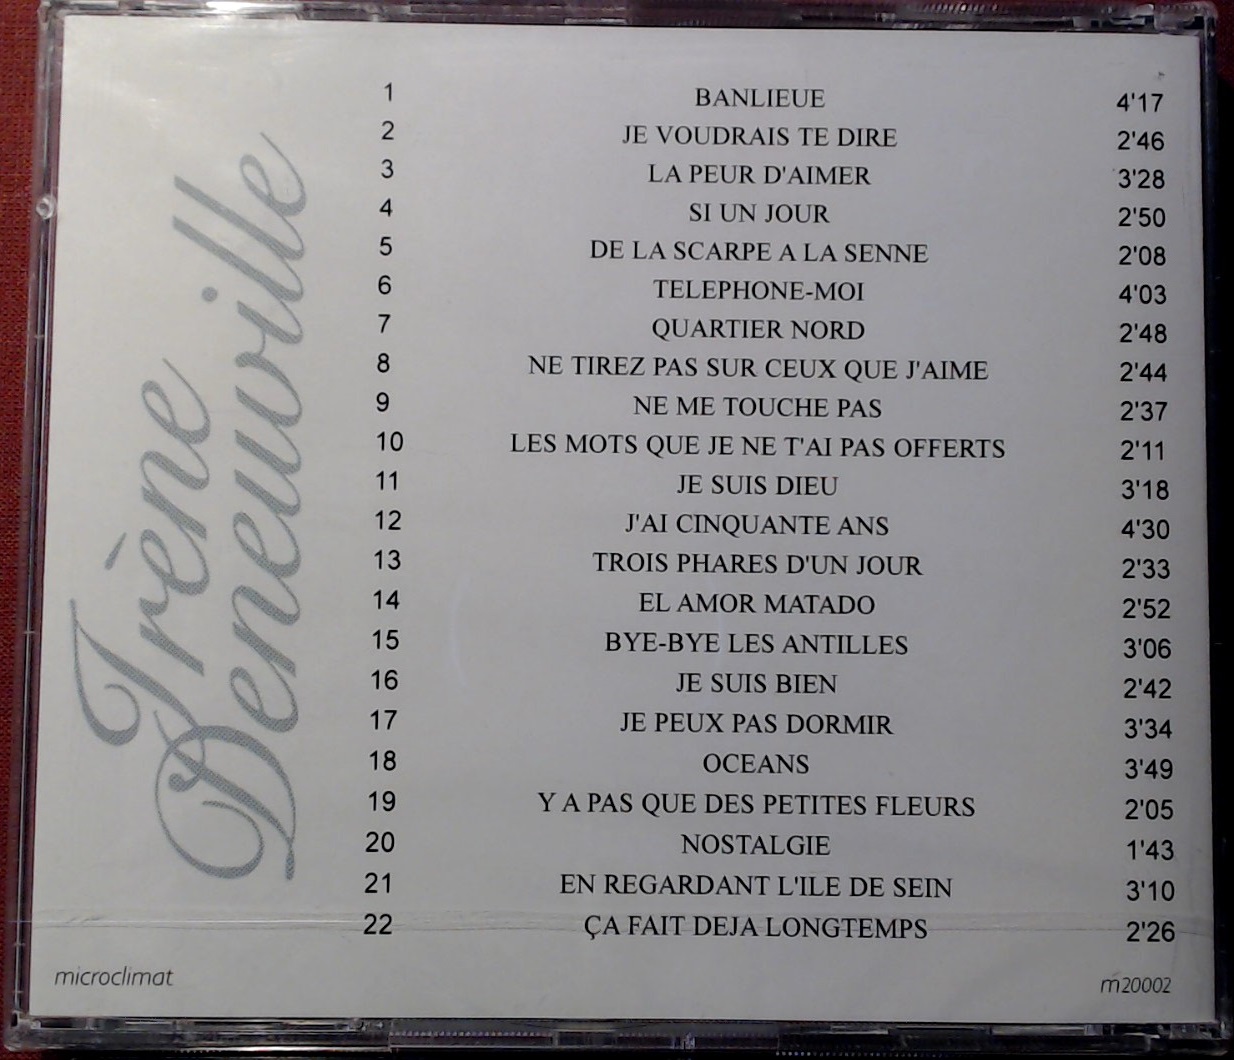 Irène
Deneuville
1 BANLIEUE 4'17
2 JE VOUDRAIS TE DIRE 2'46
3 LA PEUR D'AIMER 3'28
4 SI UN JOUR 2'50
5 DE LA SCARPE A LA SENNE 2'08
6 TELEPHONE-MOI 4'03
7 QUARTIER NORD 2'48
8 NE TIREZ PAS SUR CEUX QUE J'AIME 2'44
9 NE ME TOUCHE PAS 2'37
10 LES MOTS QUE JE NE T'AI PAS OFFERTS 2'11
11 JE SUIS DIEU 3'18
12 J'AI CINQUANTE ANS 4'30
13 TROIS PHARES D'UN JOUR 2'33
14 EL AMOR MATADO 2'52
15 BYE-BYE LES ANTILLES 3'06
16 JE SUIS BIEN 2'42
17 JE PEUX PAS DORMIR 3'34
18 OCEANS 3'49
19 Y A PAS QUE DES PETITES FLEURS 2'05
20 NOSTALGIE 1'43
21 EN REGARDANT L'ILE DE SEIN 3'10
22 ÇA FAIT DEJA LONGTEMPS 2'26
microclimat m20002